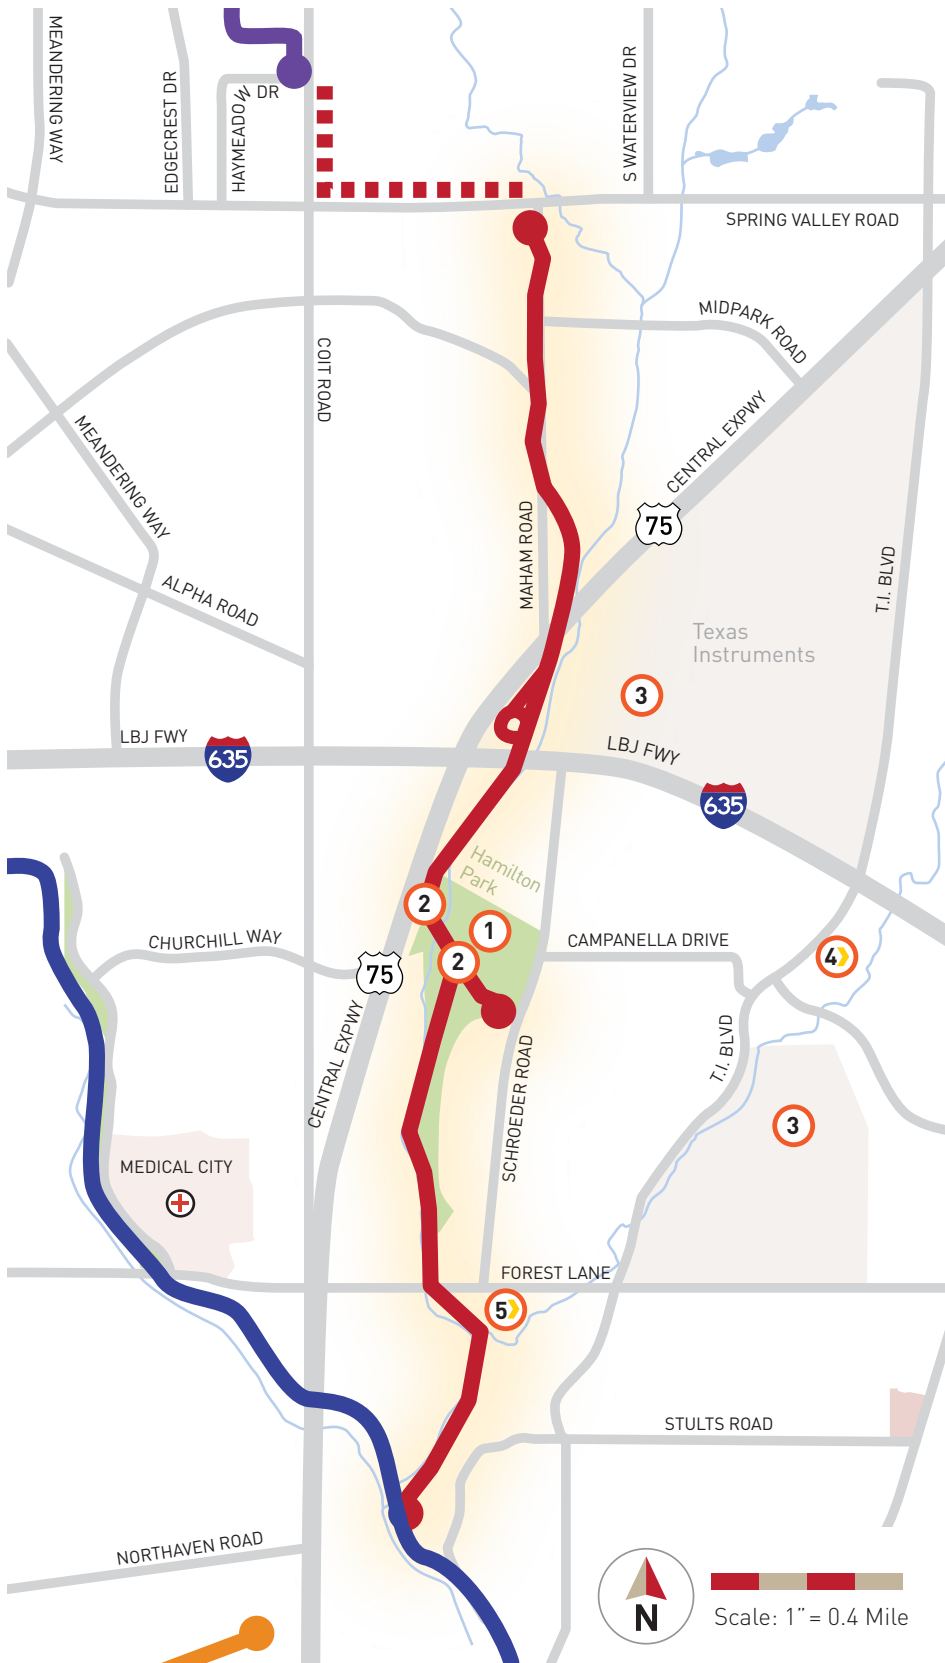 MEANDERING WAY
EDGECREST DR
HAYMEADOW DR
S WATERVIEW DR
SPRING VALLEY ROAD
MIDPARK ROAD
COIT ROAD
CENTRAL EXPWY
75
MEANDERING WAY
MAHAM ROAD
T.I. BLVD
ALPHA ROAD
Texas
Instruments
3
LBJ FWY
635
LBJ FWY
635
Hamilton
Park
2
1
2
CHURCHILL WAY
CAMPANELLA DRIVE
4
75
CENTRAL EXPWY
T.I. BLVD
SCHROEDER ROAD
3
MEDICAL CITY
FOREST LANE
5
STULTS ROAD
NORTHAVEN ROAD
N
Scale: 1” = 0.4 Mile